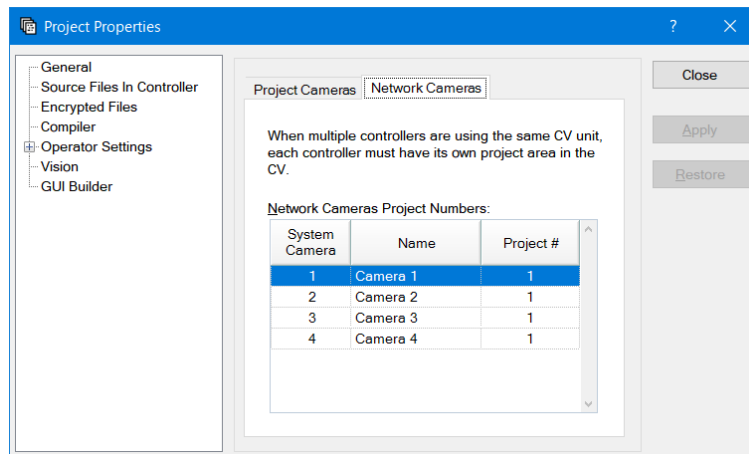 Project Properties
?
General
Source Files In Controller
Encrypted Files
Compiler
Operator Settings
Vision
GUI Builder
Project Cameras
Network Cameras
When multiple controllers are using the same CV unit,
each controller must have its own project area in the
CV.
Network Cameras Project Numbers:
System Camera Name Project #
1 Camera 1 1
2 Camera 2 1
3 Camera 3 1
4 Camera 4 1
Close
Apply
Restore